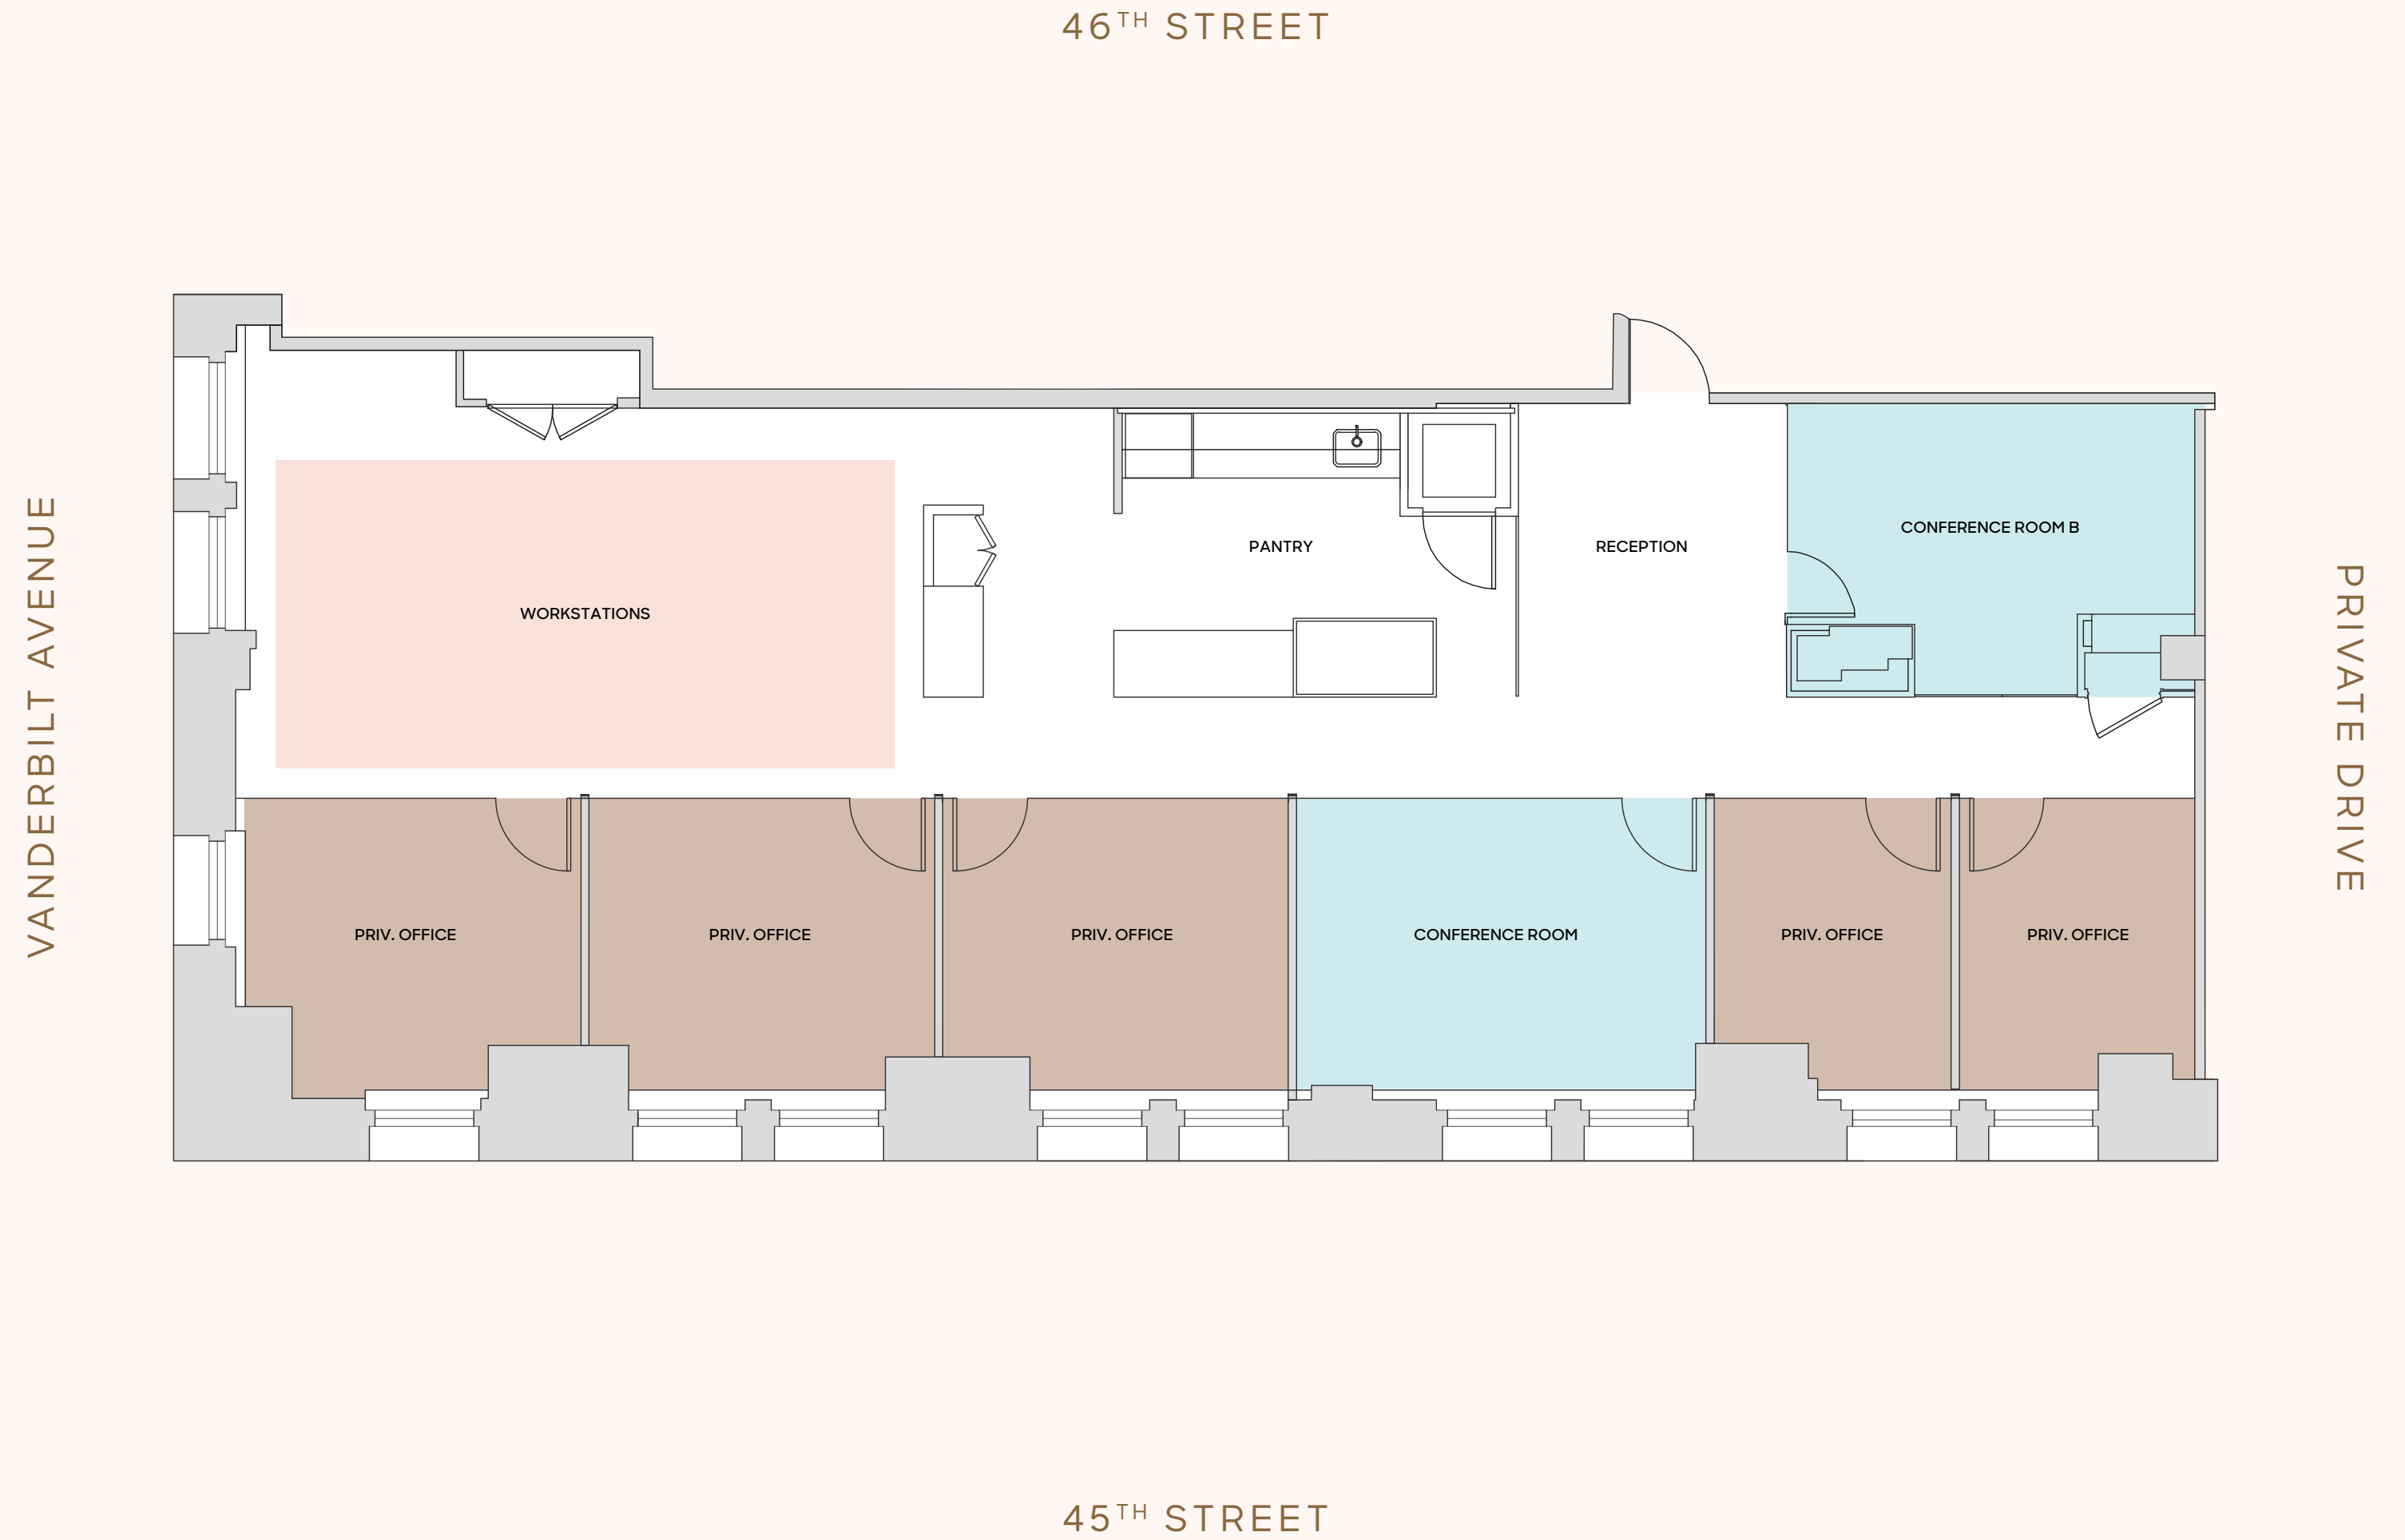 46TH STREET
VANDERBILT AVENUE
PRIVATE DRIVE
CONFERENCE ROOM B
PANTRY
RECEPTION
WORKSTATIONS
PRIV. OFFICE
PRIV. OFFICE
PRIV. OFFICE
CONFERENCE ROOM
PRIV. OFFICE
PRIV. OFFICE
45TH STREET